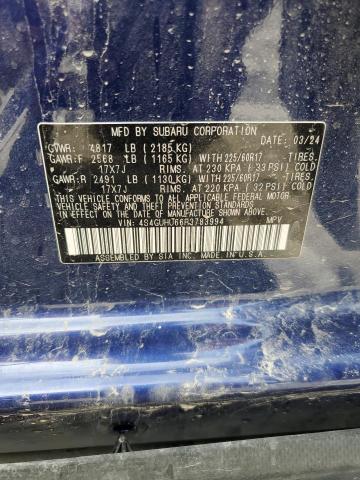 MFD BY SUBARU CORPORATION 03/24
GVWR: 4817 LB (2185 KG)
GAWR:F 2568 LB (1165 KG) WITH 225/60R17 -TIRES,
17X7J RIMS, AT 230 KPA (33 PSI) COLD
GAWR:R 2491 LB (1130 KG) WITH 225/60R17 -TIRES,
17X7J RIMS, AT 220 KPA (32 PSI) COLD
THIS VEHICLE CONFORMS TO ALL APPLICABLE FEDERAL MOTOR
VEHICLE SAFETY AND THEFT PREVENTION STANDARDS IN
EFFECT ON THE DATE OF MANUFACTURE SHOWN ABOVE.
VIN: 4S4GUHU66R3783994 MPV
ASSEMBLED BY SIA INC. MADE IN U.S.A.